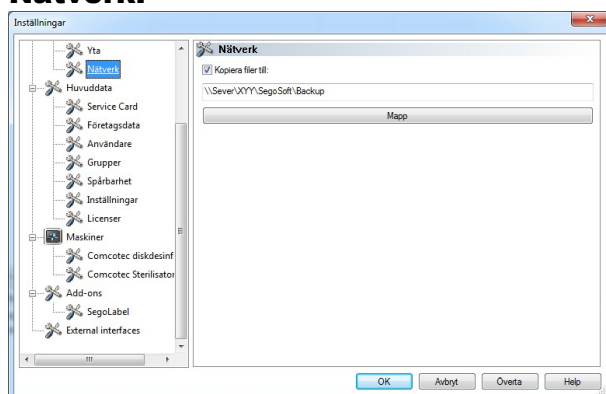 Nätverk.
Inställningar
Yta
Nätverk
Huvuddata
Service Card
Företagsdata
Användare
Grupper
Spårbarhet
Inställningar
Licenser
Maskiner
Comcotec diskdesinf
Comcotec Sterilisator
Add-ons
SegoLabel
External interfaces
Nätverk
Kopiera filer till:
\\Sever\XYY\SegoSoft\Backup
Mapp
OK Avbryt Överta Help